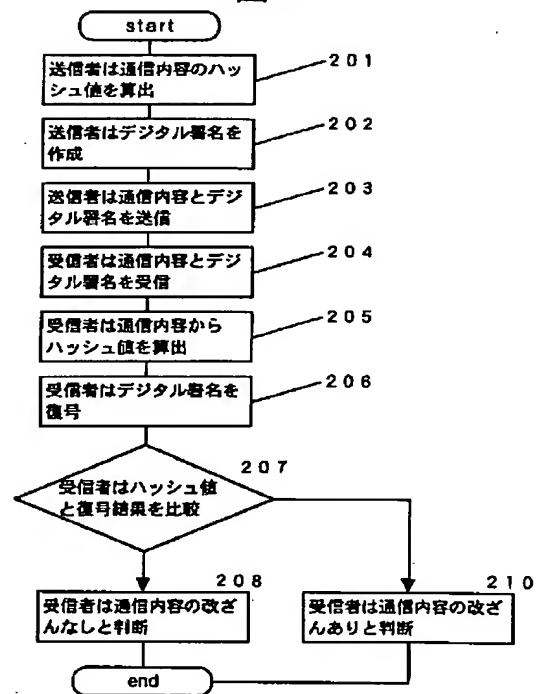 start
送信者は通信内容のハッ
シュ値を算出
201
送信者はデジタル署名を
作成
202
送信者は通信内容とデジ
タル署名を送信
203
受信者は通信内容とデジ
タル署名を受信
204
受信者は通信内容から
ハッシュ値を算出
205
受信者はデジタル署名を
復号
206
207
受信者はハッシュ値
と復号結果を比較
208
受信者は通信内容の改ざ
んなしと判断
210
受信者は通信内容の改ざ
んありと判断
end